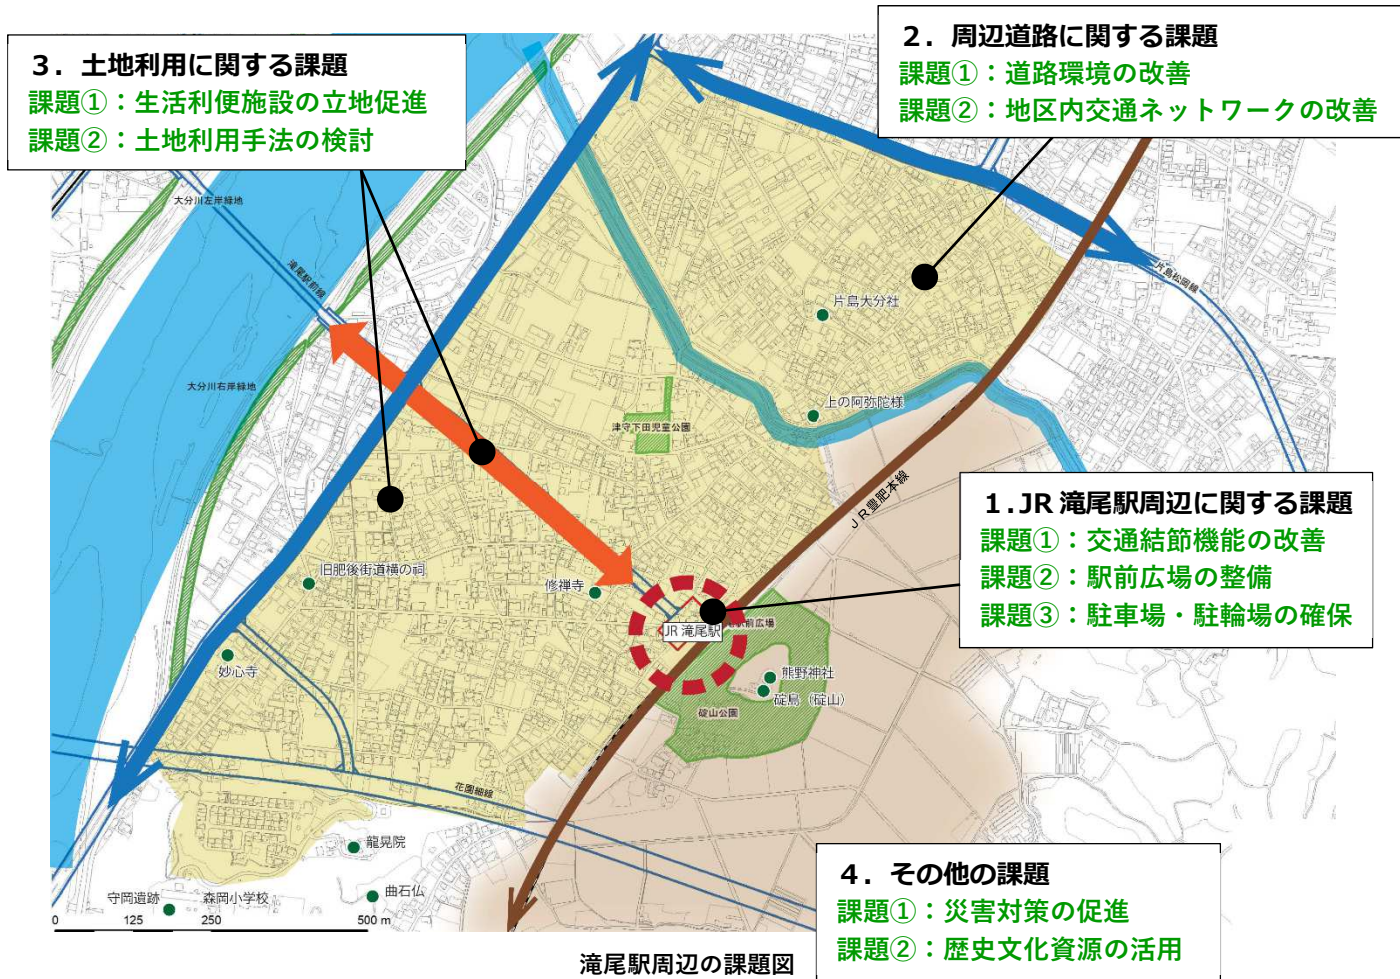 3．土地利用に関する課題
課題①：生活利便施設の立地促進
課題②：土地利用手法の検討
2．周辺道路に関する課題
課題①：道路環境の改善
課題②：地区内交通ネットワークの改善
大分川左岸緑地
滝尾駅前線
大分川右岸緑地
片島松岡線
片島大分社
上の阿弥陀様
津守下田児童公園
JR豊肥本線
1.JR 滝尾駅周辺に関する課題
課題①：交通結節機能の改善
課題②：駅前広場の整備
課題③：駐車場・駐輪場の確保
旧肥後街道横の祠
修禅寺
駅前広場
JR 滝尾駅
妙心寺
熊野神社
碇島（碇山）
碇山公園
花園細線
龍晃院
曲石仏
守岡遺跡
森岡小学校
0 125 250 500 m
4．その他の課題
課題①：災害対策の促進
課題②：歴史文化資源の活用
滝尾駅周辺の課題図